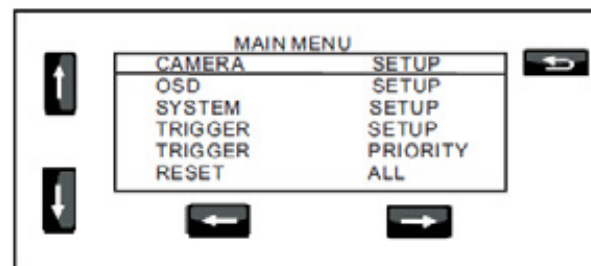 MAIN MENU
CAMERA SETUP
OSD SETUP
SYSTEM SETUP
TRIGGER SETUP
TRIGGER PRIORITY
RESET ALL